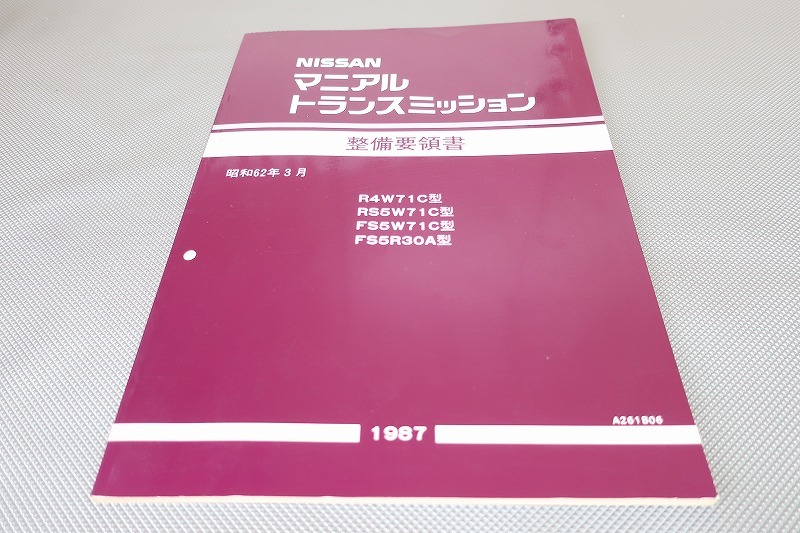 NISSAN
マニアル
トランスミッション
整備要領書
昭和62年3月
R4W71C型
RS5W71C型
FS5W71C型
FS5R30A型
A261B06
1987